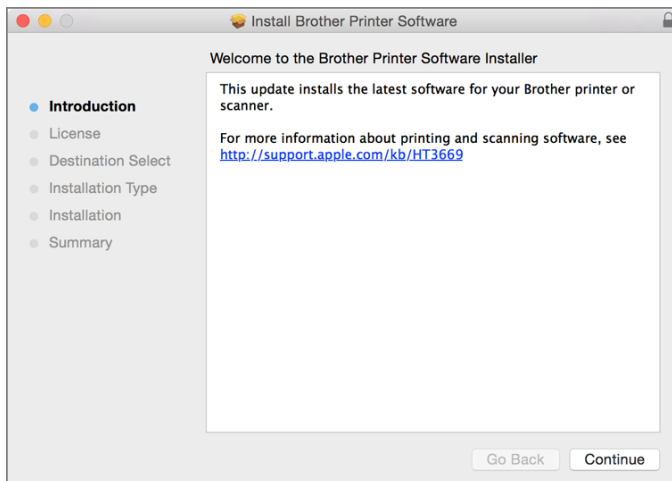 Install Brother Printer Software
Welcome to the Brother Printer Software Installer
Introduction
License
Destination Select
Installation Type
Installation
Summary
This update installs the latest software for your Brother printer or
scanner.
For more information about printing and scanning software, see
http://support.apple.com/kb/HT3669
Go Back
Continue